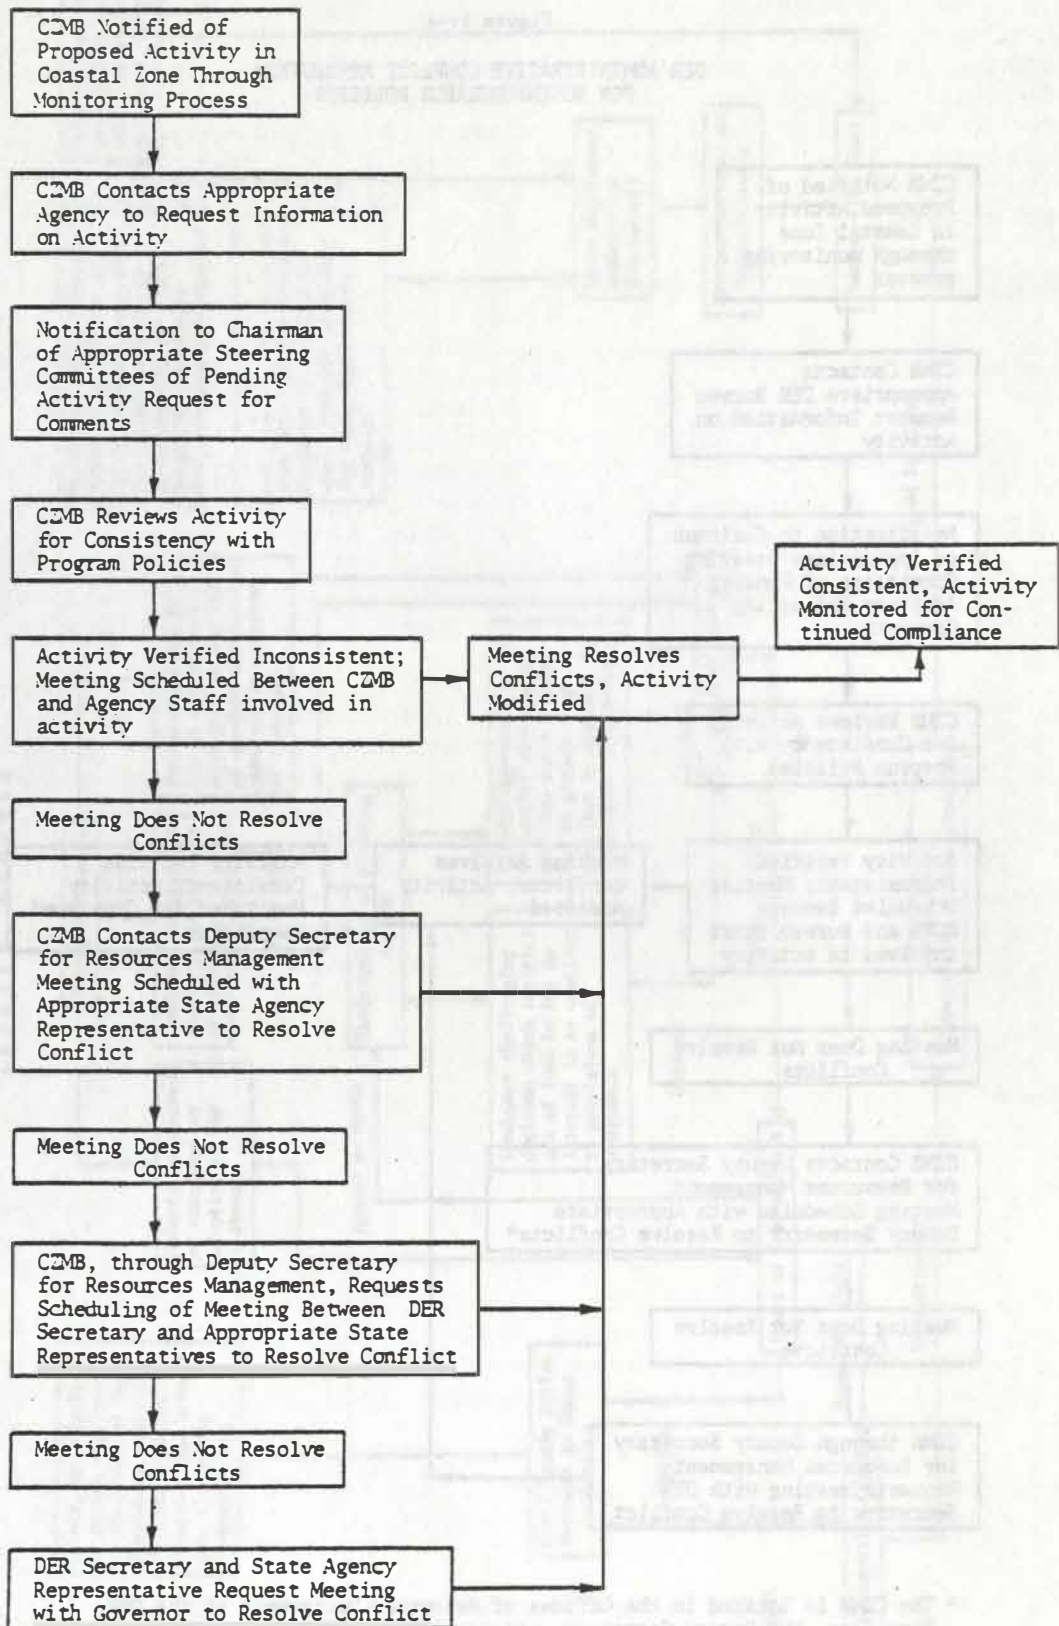 CZMB Notified of
Proposed Activity in
Coastal Zone Through
Monitoring Process
CZMB Contacts Appropriate
Agency to Request Information
on Activity
Notification to Chairman
of Appropriate Steering
Committees of Pending
Activity Request for
Comments
CZMB Reviews Activity
for Consistency with
Program Policies
Activity Verified
Consistent, Activity
Monitored for Con-
tinued Compliance
Activity Verified Inconsistent;
Meeting Scheduled Between CZMB
and Agency Staff involved in
activity
Meeting Resolves
Conflicts, Activity
Modified
Meeting Does Not Resolve
Conflicts
CZMB Contacts Deputy Secretary
for Resources Management
Meeting Scheduled with
Appropriate State Agency
Representative to Resolve
Conflict
Meeting Does Not Resolve
Conflicts
CZMB, through Deputy Secretary
for Resources Management, Requests
Scheduling of Meeting Between DER
Secretary and Appropriate State
Representatives to Resolve Conflict
Meeting Does Not Resolve
Conflicts
DER Secretary and State Agency
Representative Request Meeting
with Governor to Resolve Conflict